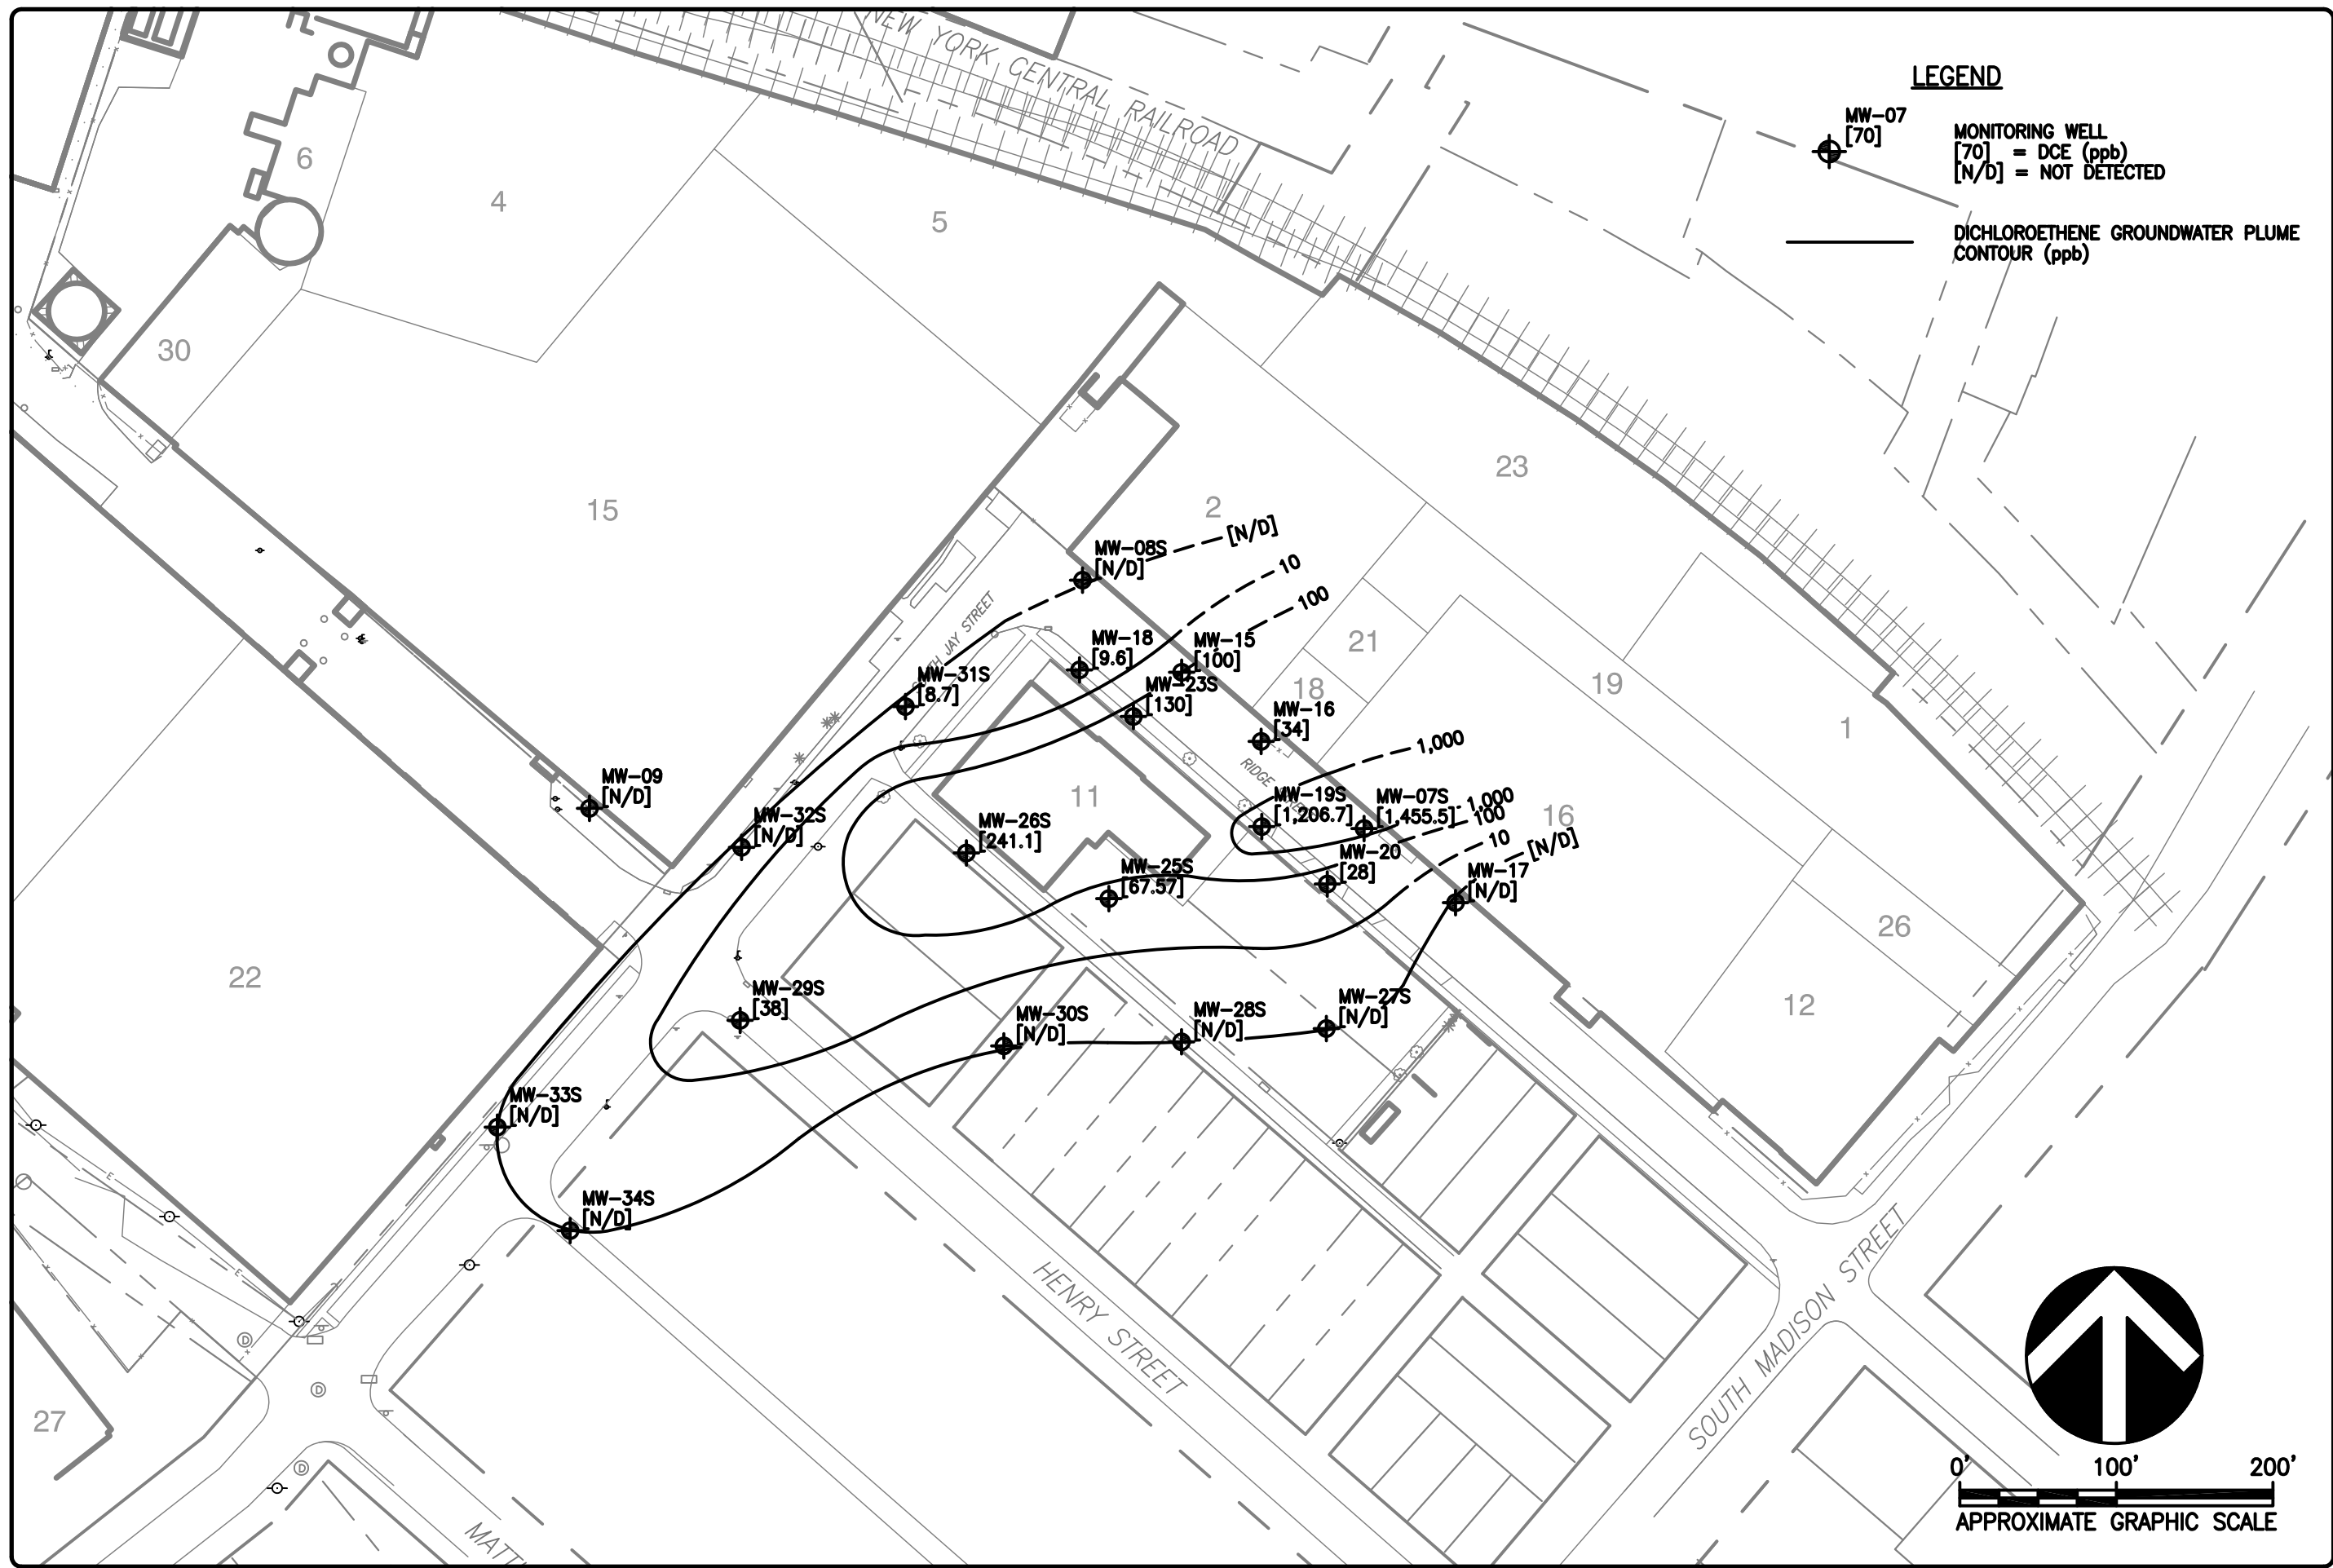 NEW YORK CENTRAL RAILROAD
LEGEND
MW-07
[70]
MONITORING WELL
[70] = DCE (ppb)
[N/D] = NOT DETECTED
DICHLOROETHENE GROUNDWATER PLUME
CONTOUR (ppb)
6
4
5
30
15
2
23
[N/D]
10
100
MW-08S
[N/D]
JAY STREET
MW-18
[9.6]
MW-15
[100]
21
18
19
1
MW-31S
[8.7]
MW-23S
[130]
MW-16
[34]
1,000
MW-09
[N/D]
11
MW-19S
[1,206.7]
MW-07S
[1,455.5]
1,000
100
10
[N/D]
16
MW-32S
[N/D]
MW-26S
[241.1]
MW-25S
[67.57]
MW-20
[28]
MW-17
[N/D]
26
22
12
MW-29S
[38]
MW-30S
[N/D]
MW-28S
[N/D]
MW-27S
[N/D]
MW-33S
[N/D]
E
MW-34S
[N/D]
E
HENRY STREET
SOUTH MADISON STREET
D
D
D
27
0' 100' 200'
APPROXIMATE GRAPHIC SCALE